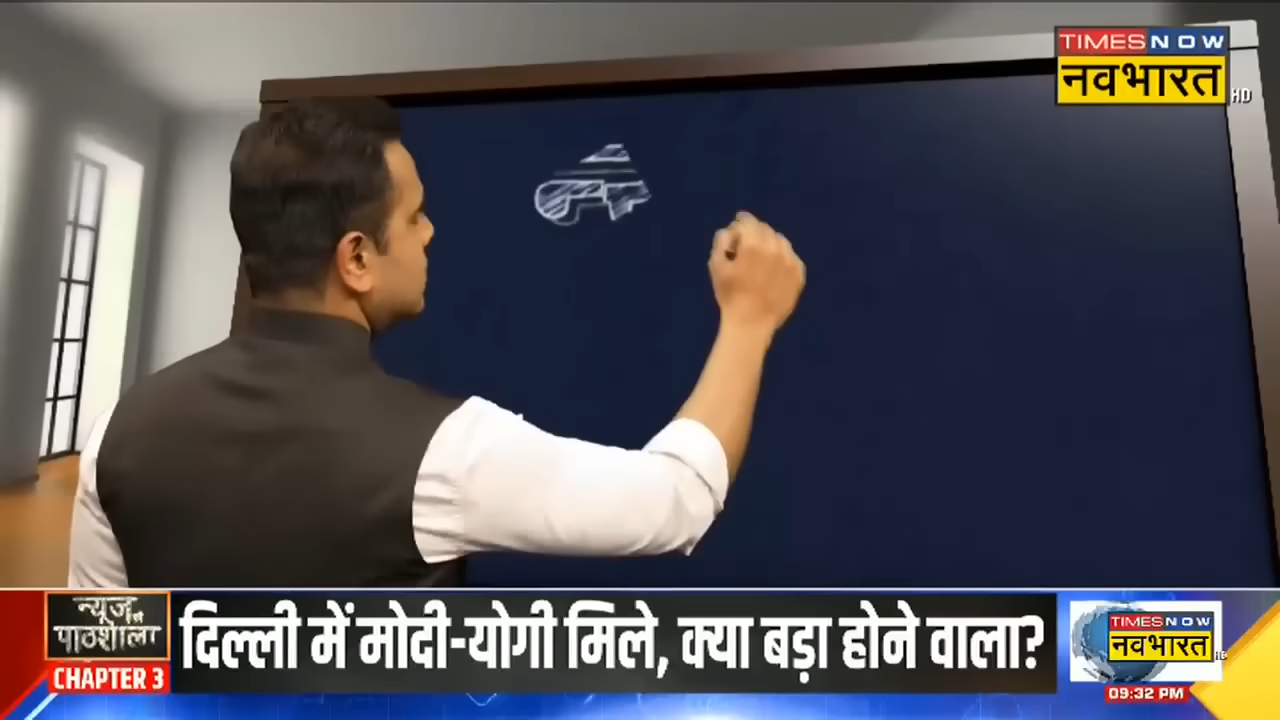 TIMES NOW
नवभारत
HD
न्यूज़ की
पाठशाला
CHAPTER 3
दिल्ली में मोदी-योगी मिले, क्या बड़ा होने वाला?
TIMES NOW
नवभारत
09:32 PM